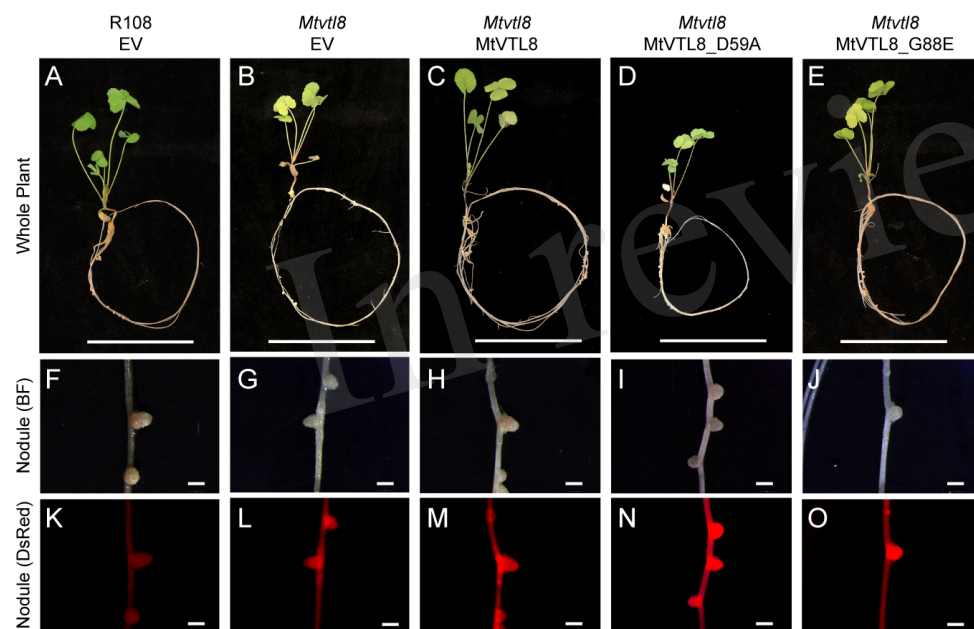 R108
EV
Mtvtl8
EV
Mtvtl8
MtVTL8
Mtvtl8
MtVTL8_D59A
Mtvtl8
MtVTL8_G88E
Whole Plant
A
B
C
D
E
Nodule (BF)
F
G
H
I
J
Nodule (DsRed)
K
L
M
N
O
In review